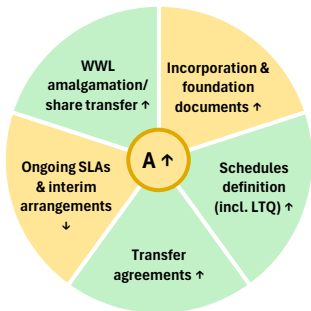 WWL
amalgamation/
share transfer ↑
Incorporation &
foundation
documents ↑
Schedules
definition
(incl. LTQ) ↑
Transfer
agreements ↑
Ongoing SLAs
& interim
arrangements
↓
A ↑